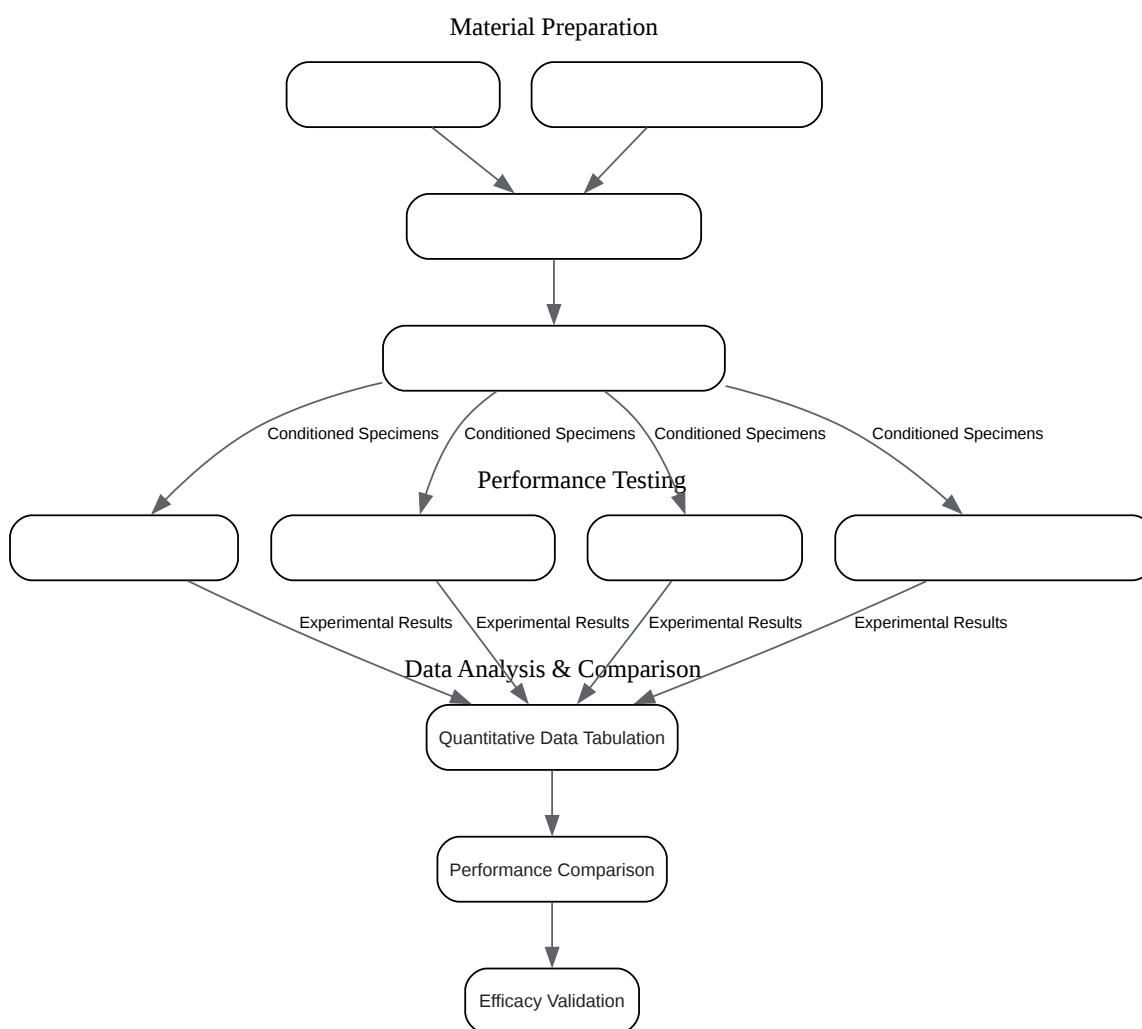 Material Preparation
Conditioned Specimens
Conditioned Specimens
Conditioned Specimens
Conditioned Specimens
Performance Testing
Experimental Results
Experimental Results
Experimental Results
Experimental Results
Data Analysis & Comparison
Quantitative Data Tabulation
Performance Comparison
Efficacy Validation